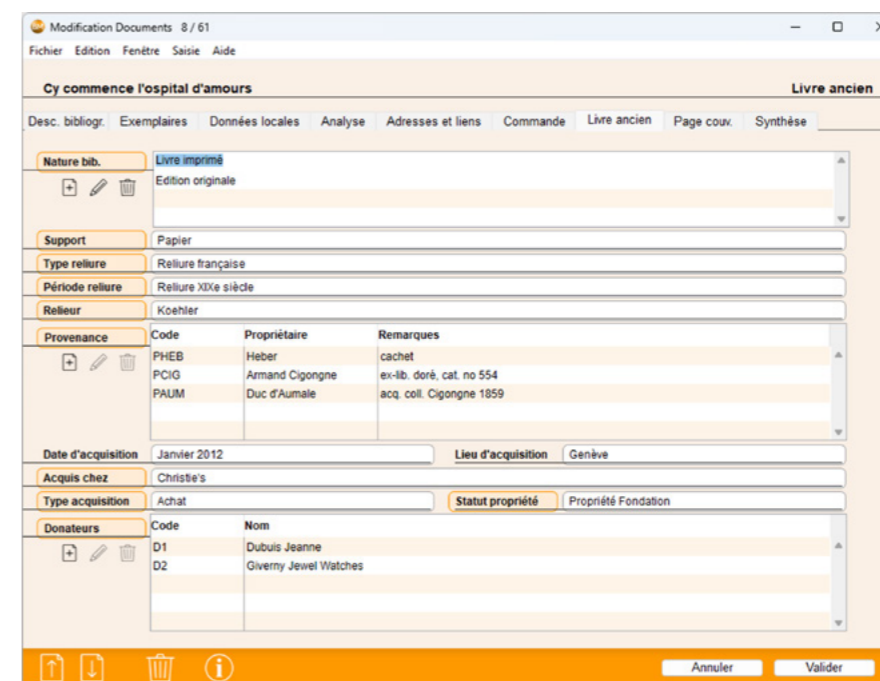 Modification Documents 8 / 61
Fichier Edition Fenêtre Saisie Aide
Cy commence l'ospital d'amours Livre ancien
Desc. bibliogr. Exemplaires Données locales Analyse Adresses et liens Commande Livre ancien Page couv. Synthèse
Nature bib. Livre imprimé
Edition originale
Support Papier
Type reliure Reliure française
Période reliure Reliure XIXe siècle
Relieur Koehler
Provenance Code Propriétaire Remarques
PHEB Heber cachet
PCIG Armand Cigongne ex-lib. doré, cat. no 554
PAUM Duc d'Aumale acq. coll. Cigongne 1859
Date d'acquisition Janvier 2012 Lieu d'acquisition Genève
Acquis chez Christie's
Type acquisition Achat Statut propriété Propriété Fondation
Donateurs Code Nom
D1 Dubuis Jeanne
D2 Giverny Jewel Watches
Annuler Valider